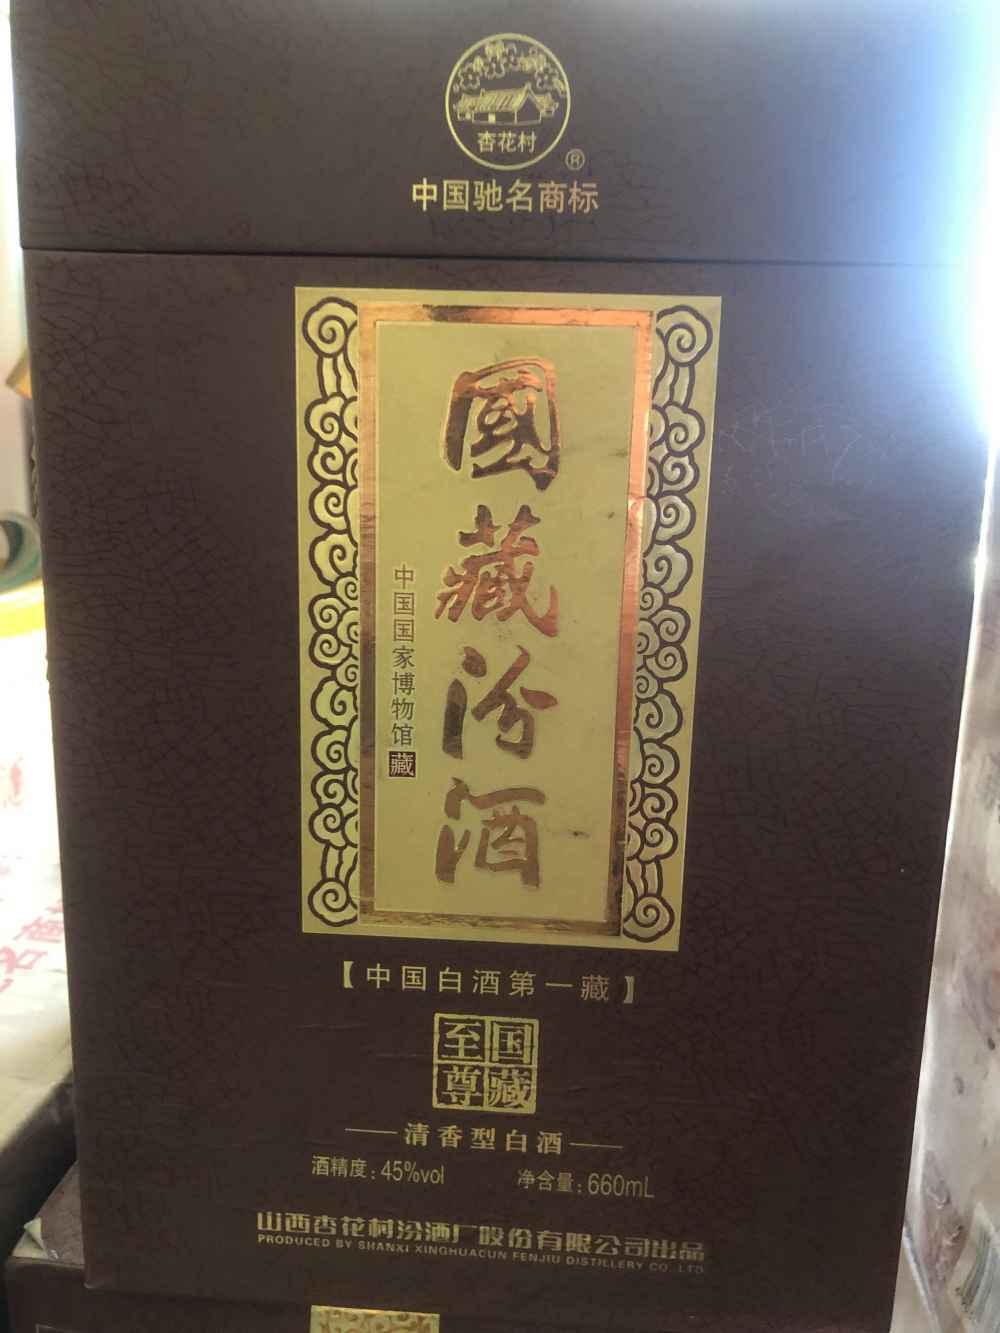 杏花村
®
中国驰名商标
國藏汾酒
中国国家博物馆藏
【中国白酒第一藏】
至国
尊藏
清香型白酒
酒精度：45%vol 净含量：660mL
山西杏花村汾酒厂股份有限公司出品
PRODUCED BY SHANXI XINGHUACUN FENJIU DISTILLERY CO. LTD.